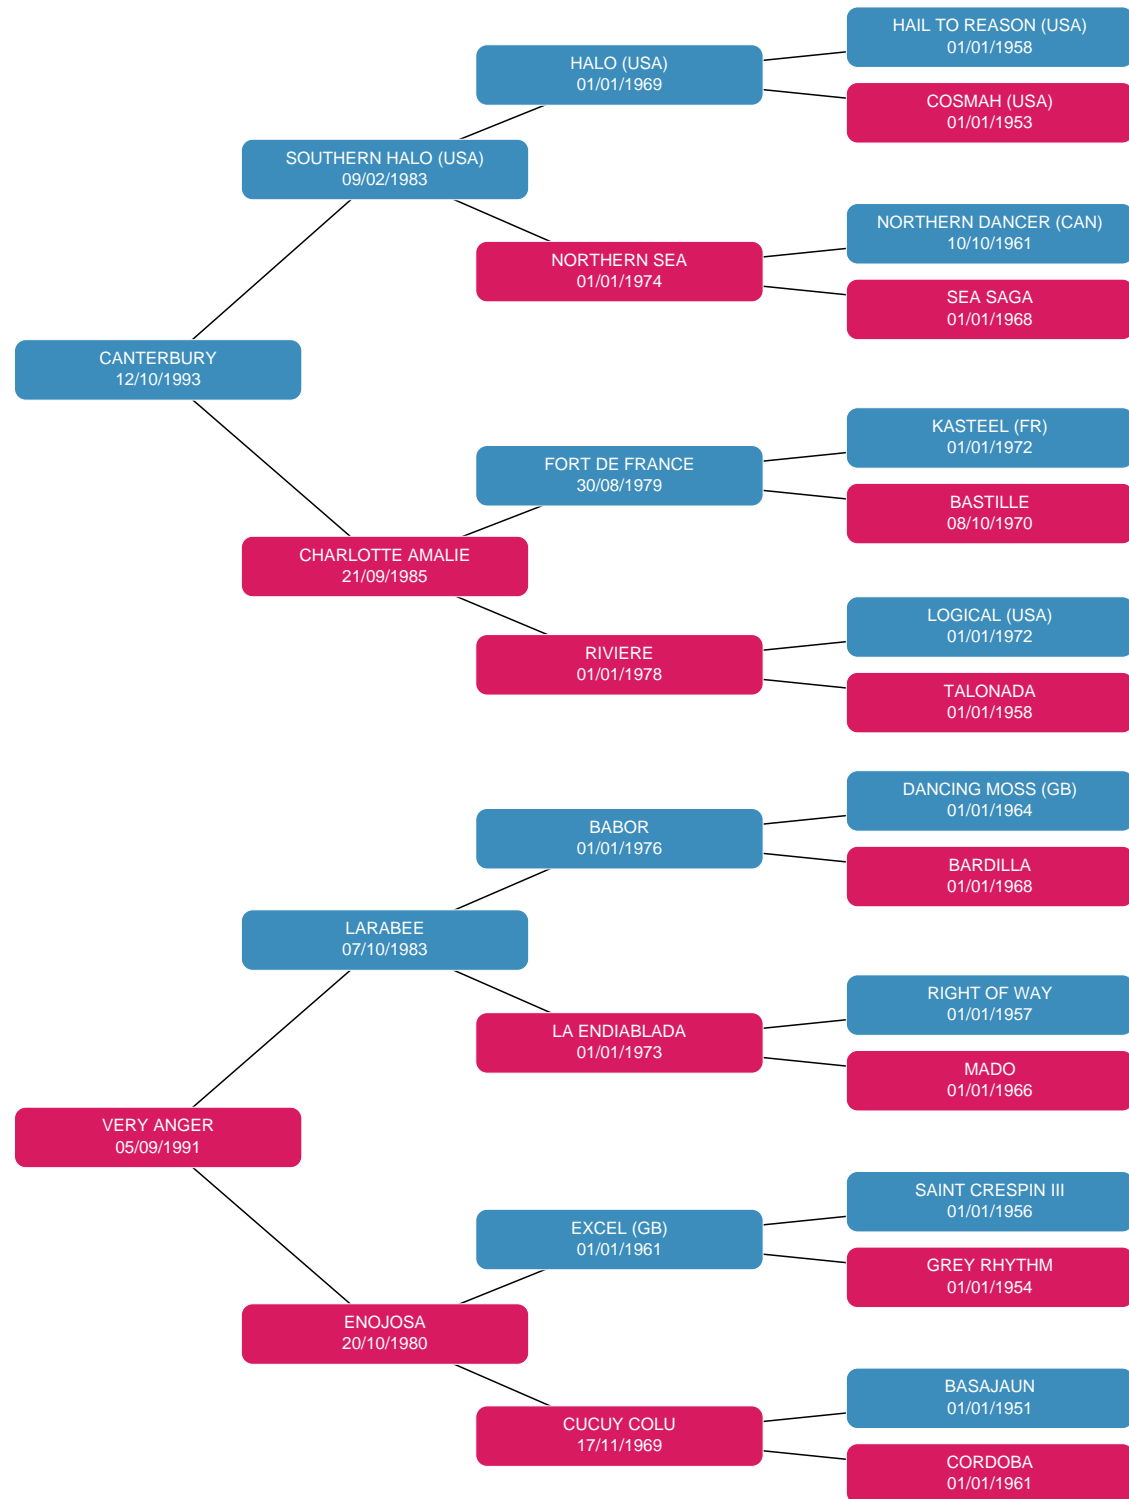 HAIL TO REASON (USA)
01/01/1958
HALO (USA)
01/01/1969
COSMAH (USA)
01/01/1953
SOUTHERN HALO (USA)
09/02/1983
NORTHERN DANCER (CAN)
10/10/1961
NORTHERN SEA
01/01/1974
SEA SAGA
01/01/1968
CANTERBURY
12/10/1993
KASTEEL (FR)
01/01/1972
FORT DE FRANCE
30/08/1979
BASTILLE
08/10/1970
CHARLOTTE AMALIE
21/09/1985
LOGICAL (USA)
01/01/1972
RIVIERE
01/01/1978
TALONADA
01/01/1958
DANCING MOSS (GB)
01/01/1964
BABOR
01/01/1976
BARDILLA
01/01/1968
LARABEE
07/10/1983
RIGHT OF WAY
01/01/1957
LA ENDIABLADA
01/01/1973
MADO
01/01/1966
VERY ANGER
05/09/1991
SAINT CRESPIN III
01/01/1956
EXCEL (GB)
01/01/1961
GREY RHYTHM
01/01/1954
ENOJOSA
20/10/1980
BASAJAUN
01/01/1951
CUCUY COLU
17/11/1969
CORDOBA
01/01/1961